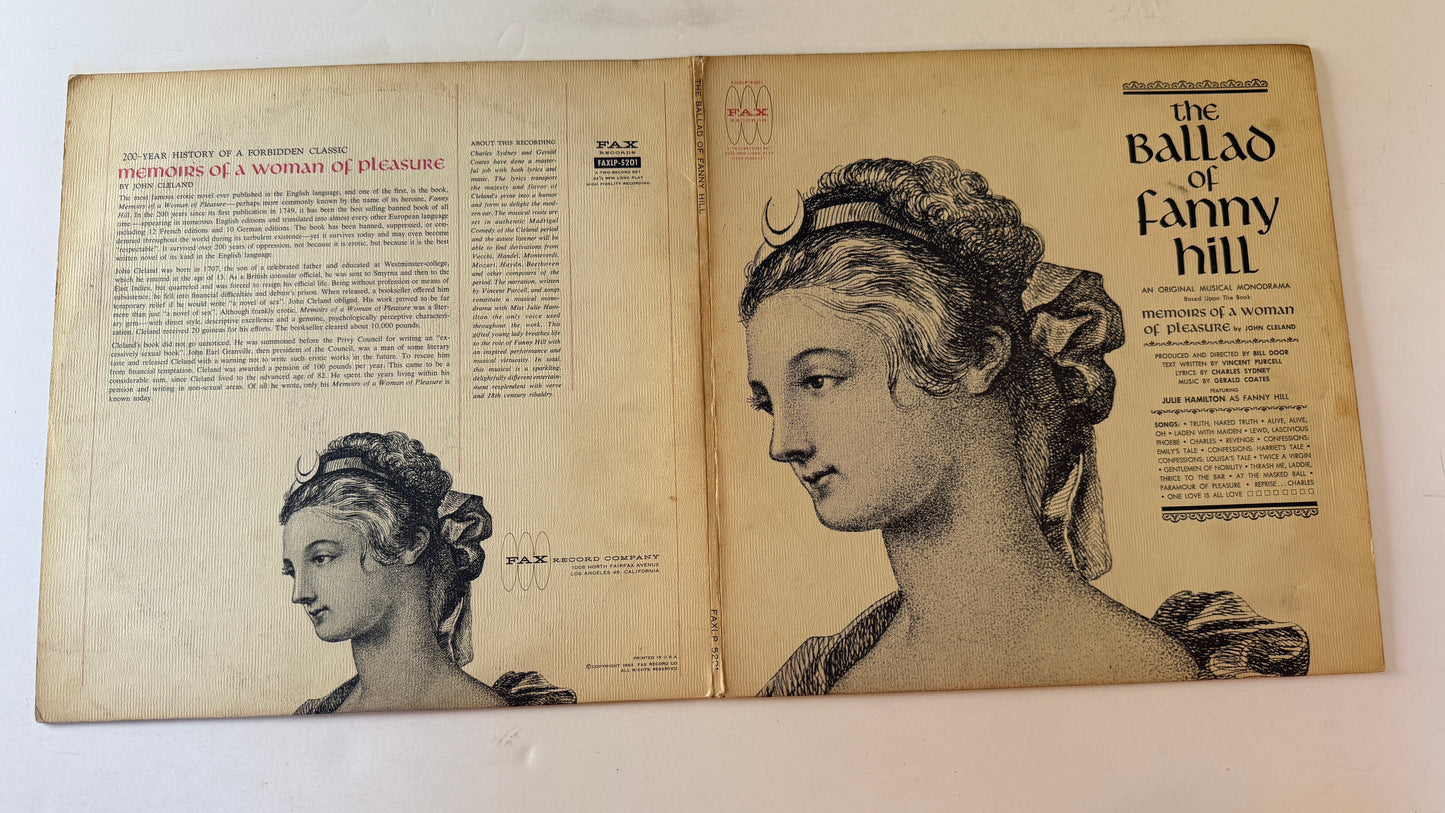 200-YEAR HISTORY OF A FORBIDDEN CLASSIC
MEMOIRS OF A WOMAN OF PLEASURE
BY JOHN CLELAND
The most famous erotic novel ever published in the English language, and one of the first, is the book,
Memoirs of a Woman of Pleasure—perhaps more commonly known by the name of its heroine, Fanny
Hill. In the 200 years since its first publication in 1749, it has been the best selling banned book of all
time—appearing in numerous English editions and translated into almost every other European language
including 12 French editions and 10 German editions. The book has been banned, suppressed, or con-
demned throughout the world during its turbulent existence—yet it survives today and may even become
"respectable". It survived over 200 years of oppression, not because it is erotic, but because it is the best
written novel of its kind in the English language.
John Cleland was born in 1707, the son of a celebrated father and educated at Westminster-college,
which he entered at the age of 13. As a British consular official, he was sent to Smyrna and then to the
East Indies, but quarreled and was forced to resign his official life. Being without profession or means of
subsistence, he fell into financial difficulties and debtor's prison. When released, a bookseller offered him
temporary relief if he would write "a novel of sex". John Cleland obliged. His work proved to be far
more than just "a novel of sex". Although frankly erotic, Memoirs of a Woman of Pleasure was a liter-
ary gem—with direct style, descriptive excellence and a genuine, psychologically perceptive characteri-
zation. Cleland received 20 guineas for his efforts. The bookseller cleared about 10,000 pounds.
Cleland's book did not go unnoticed. He was summoned before the Privy Council for writing an "ex-
cessively sexual book". John Earl Granville, then president of the Council, was a man of some literary
taste and released Cleland with a warning not to write such erotic works in the future. To rescue him
from financial temptation, Cleland was awarded a pension of 100 pounds per year. This came to be a
considerable sum, since Cleland lived to the advanced age of 82. He spent the years living within his
pension and writing in non-sexual areas. Of all he wrote, only his Memoirs of a Woman of Pleasure is
known today.
ABOUT THIS RECORDING
Charles Sydney and Gerald
Coates have done a master-
ful job with both lyrics and
music. The lyrics transport
the majesty and flavor of
Cleland's prose into a humor
and form to delight the mod-
ern ear. The musical roots are
set in authentic Madrigal
Comedy of the Cleland period
and the astute listener will be
able to find derivations from
Vecchi, Handel, Monteverdi,
Mozart, Haydn, Beethoven
and other composers of the
period. The narration, written
by Vincent Purcell, and songs
constitute a musical mono-
drama with Miss Julie Ham-
ilton the only voice used
throughout the work. This
gifted young lady breathes life
to the role of Fanny Hill with
an inspired performance and
musical virtuosity. In total,
this musical is a sparkling,
delightfully different entertain-
ment resplendent with verve
and 18th century ribaldry.
FAX
RECORDS
FAXLP-5201
A TWO-RECORD SET
33⅓ RPM LONG PLAY
HIGH FIDELITY RECORDING
FAX RECORD COMPANY
1008 NORTH FAIRFAX AVENUE
LOS ANGELES 46, CALIFORNIA
PRINTED IN U.S.A.
©COPYRIGHT 1963 FAX RECORD CO
ALL RIGHTS RESERVED
THE BALLAD OF FANNY HILL
FAXLP 5201
FAXLP-5201
FAX
RECORDS
A TWO-RECORD SET
33⅓ RPM LONG PLAY
the
Ballad
of
fanny
hill
AN ORIGINAL MUSICAL MONODRAMA
Based Upon The Book
MEMOIRS OF A WOMAN
OF PLEASURE by JOHN CLELAND
PRODUCED AND DIRECTED BY BILL DOOR
TEXT WRITTEN BY VINCENT PURCELL
LYRICS BY CHARLES SYDNEY
MUSIC BY GERALD COATES
FEATURING
JULIE HAMILTON AS FANNY HILL
SONGS: • TRUTH, NAKED TRUTH • ALIVE, ALIVE,
OH • LADEN WITH MAIDEN • LEWD, LASCIVIOUS
PHOEBE • CHARLES • REVENGE • CONFESSIONS:
EMILY'S TALE • CONFESSIONS: HARRIET'S TALE •
CONFESSIONS: LOUISA'S TALE • TWICE A VIRGIN
• GENTLEMEN OF NOBILITY • THRASH ME, LADDIE,
THRICE TO THE BAR • AT THE MASKED BALL •
PARAMOUR OF PLEASURE • REPRISE...CHARLES
• ONE LOVE IS ALL LOVE